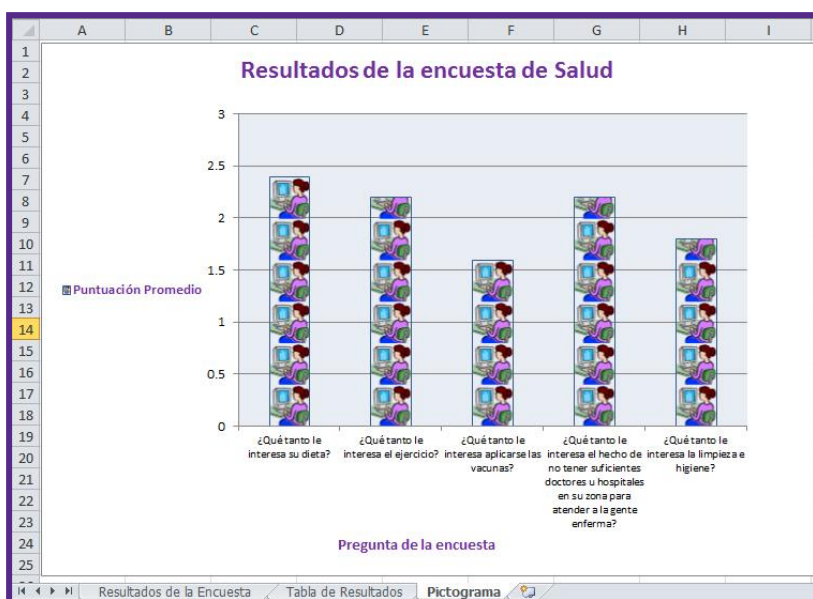 A B C D E F G H I
1
2
3
4
5
6
7
8
9
10
11
12
13
14
15
16
17
18
19
20
21
22
23
24
25
Resultados de la encuesta de Salud
3
2.5
2
1.5
1
0.5
0
Puntuación Promedio
¿Qué tanto le
interesa su dieta?
¿Qué tanto le
interesa el ejercicio?
¿Qué tanto le
interesa aplicarse las
vacunas?
¿Qué tanto le
interesa el hecho de
no tener suficientes
doctores u hospitales
en su zona para
atender a la gente
enferma?
¿Qué tanto le
interesa la limpieza e
higiene?
Pregunta de la encuesta
Resultados de la Encuesta Tabla de Resultados Pictograma